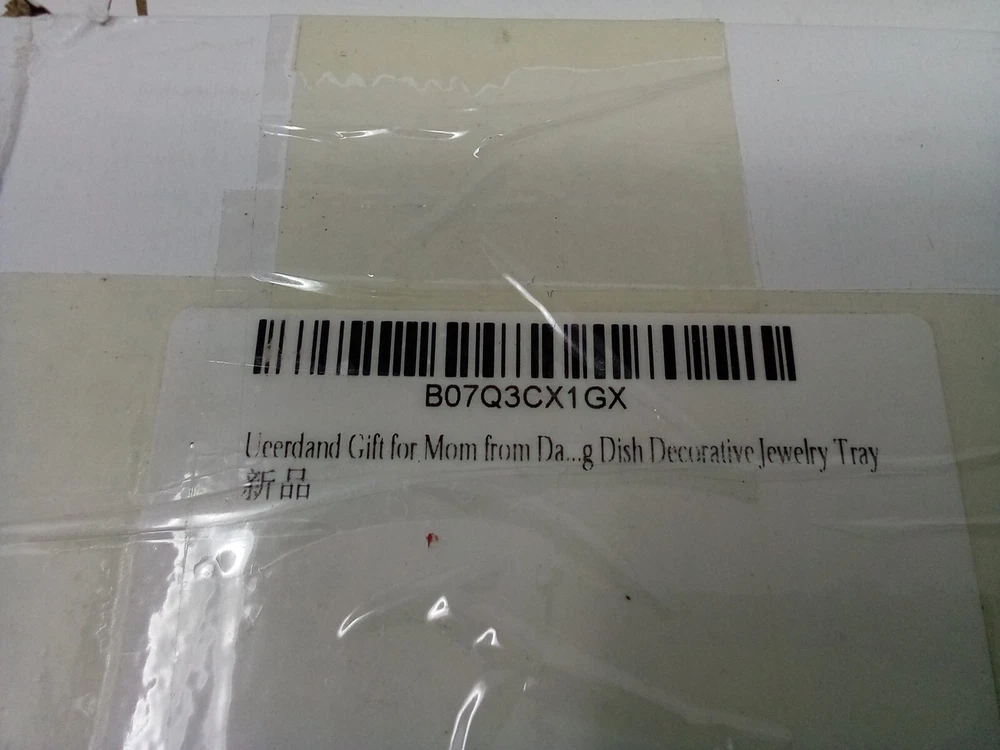 B07Q3CX1GX
Ueerdand Gift for Mom from Da...g Dish Decorative Jewelry Tray
新品